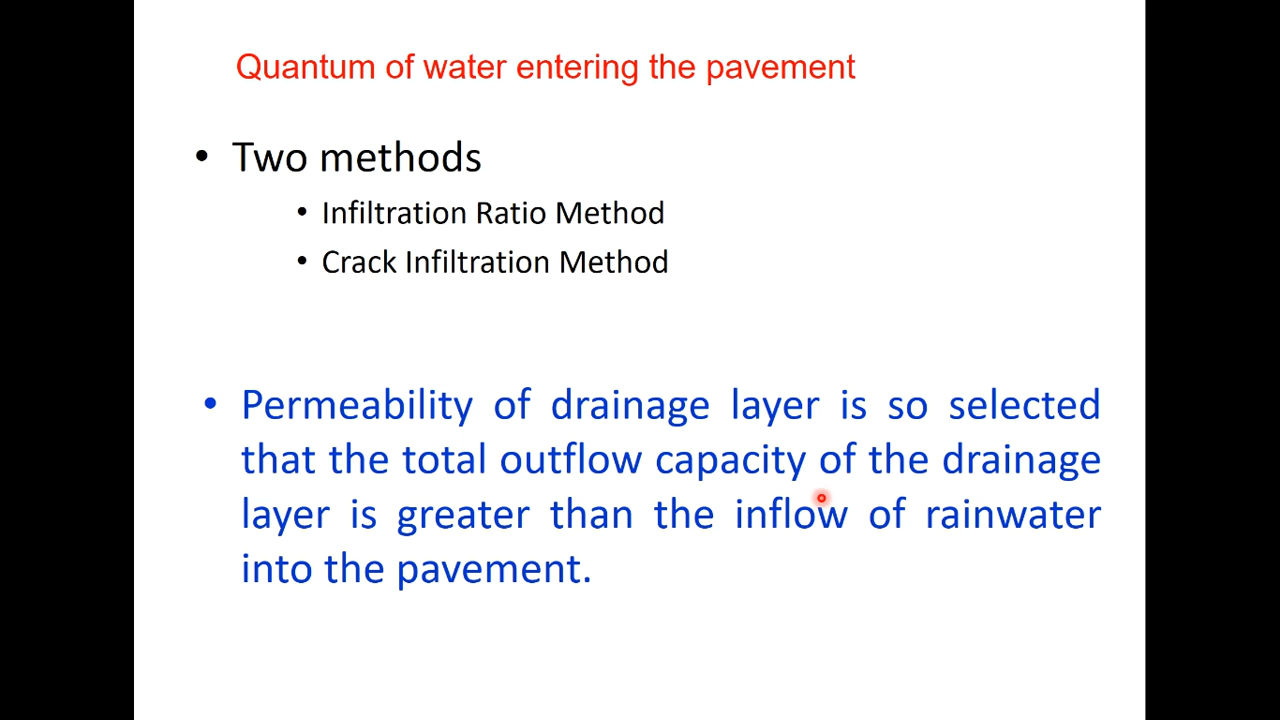 Quantum of water entering the pavement
• Two methods
• Infiltration Ratio Method
• Crack Infiltration Method
• Permeability of drainage layer is so selected
that the total outflow capacity of the drainage
layer is greater than the inflow of rainwater
into the pavement.